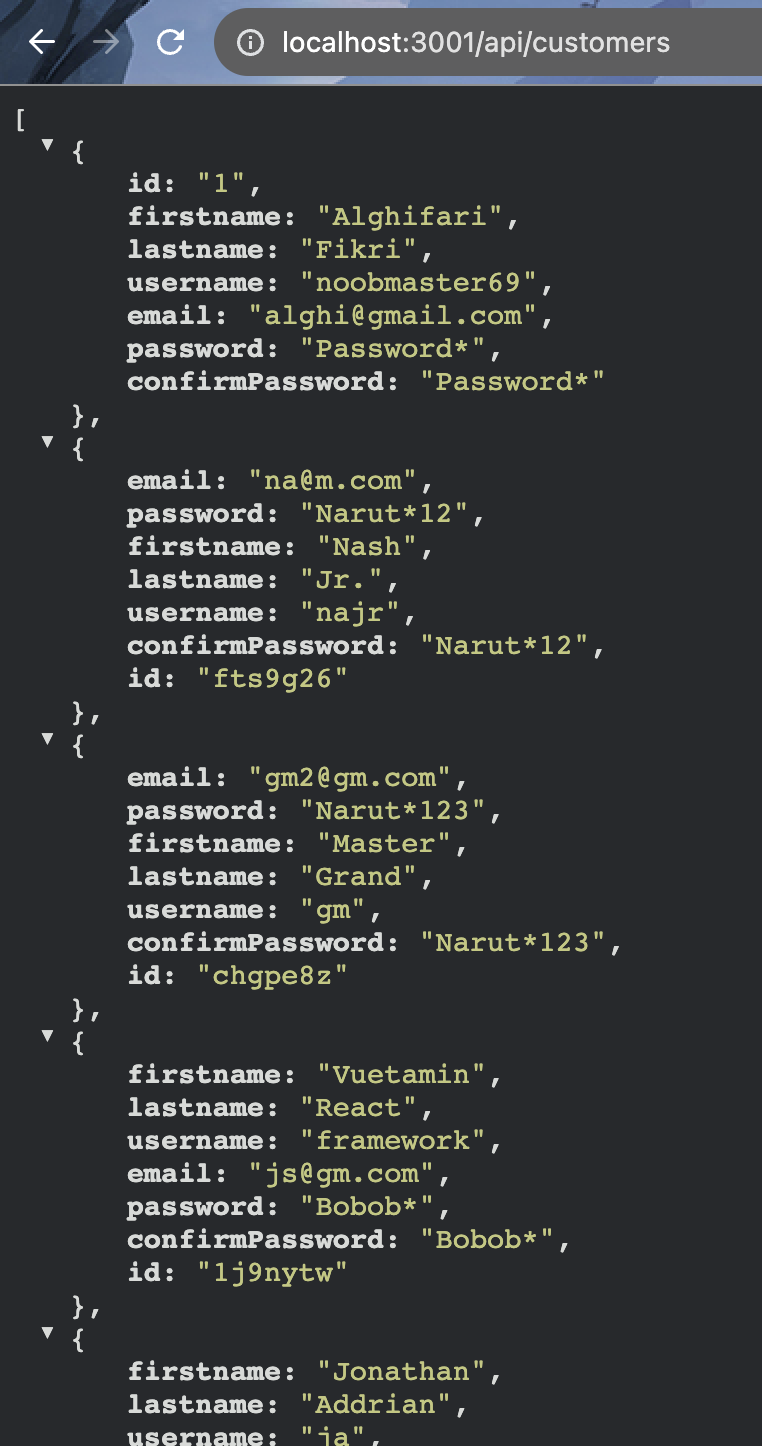 localhost:3001/api/customers
[
{
id: "1",
firstname: "Alghifari",
lastname: "Fikri",
username: "noobmaster69",
email: "alghi@gmail.com",
password: "Password*",
confirmPassword: "Password*"
},
{
email: "na@m.com",
password: "Narut*12",
firstname: "Nash",
lastname: "Jr.",
username: "najr",
confirmPassword: "Narut*12",
id: "fts9g26"
},
{
email: "gm2@gm.com",
password: "Narut*123",
firstname: "Master",
lastname: "Grand",
username: "gm",
confirmPassword: "Narut*123",
id: "chgpe8z"
},
{
firstname: "Vuetamin",
lastname: "React",
username: "framework",
email: "js@gm.com",
password: "Bobob*",
confirmPassword: "Bobob*",
id: "1j9nytw"
},
{
firstname: "Jonathan",
lastname: "Addrian",
username: "ja",